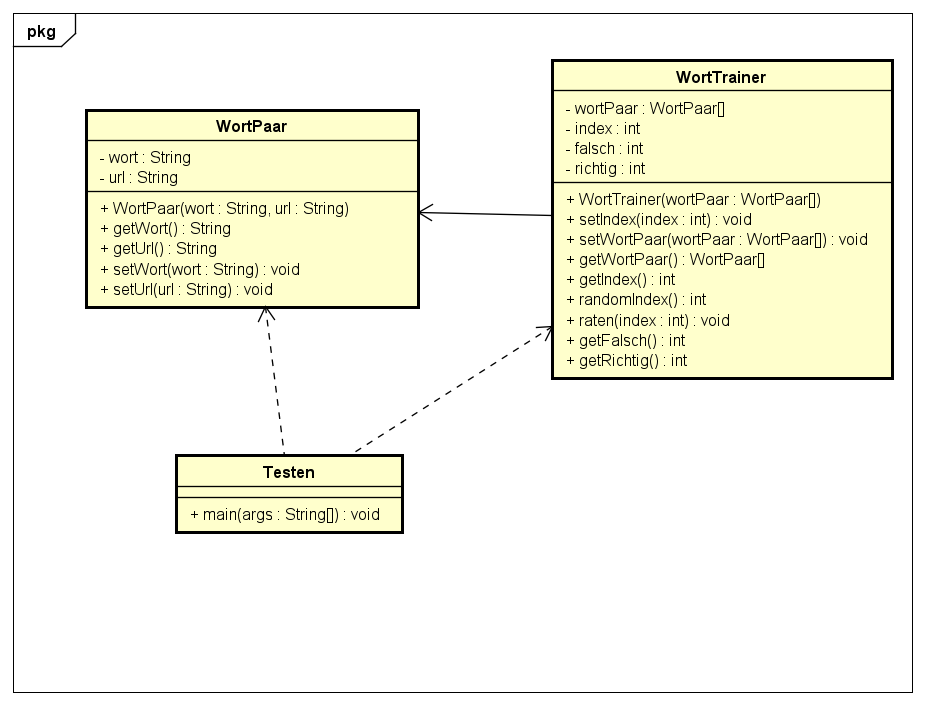 pkg
WortPaar
- wort : String
- url : String
+ WortPaar(wort : String, url : String)
+ getWort() : String
+ getUrl() : String
+ setWort(wort : String) : void
+ setUrl(url : String) : void
WortTrainer
- wortPaar : WortPaar[]
- index : int
- falsch : int
- richtig : int
+ WortTrainer(wortPaar : WortPaar[])
+ setIndex(index : int) : void
+ setWortPaar(wortPaar : WortPaar[]) : void
+ getWortPaar() : WortPaar[]
+ getIndex() : int
+ randomIndex() : int
+ raten(index : int) : void
+ getFalsch() : int
+ getRichtig() : int
Testen
+ main(args : String[]) : void